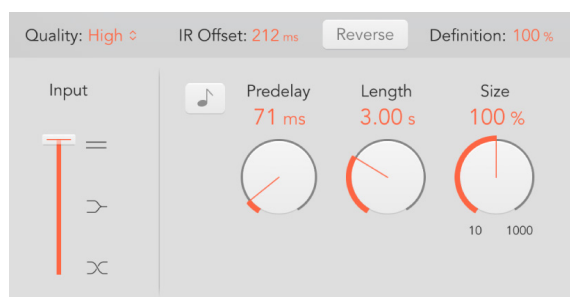 Quality: High IR Offset: 212 ms Reverse Definition: 100 %
Input Predelay Length Size
71 ms 3.00 s 100 %
10 1000